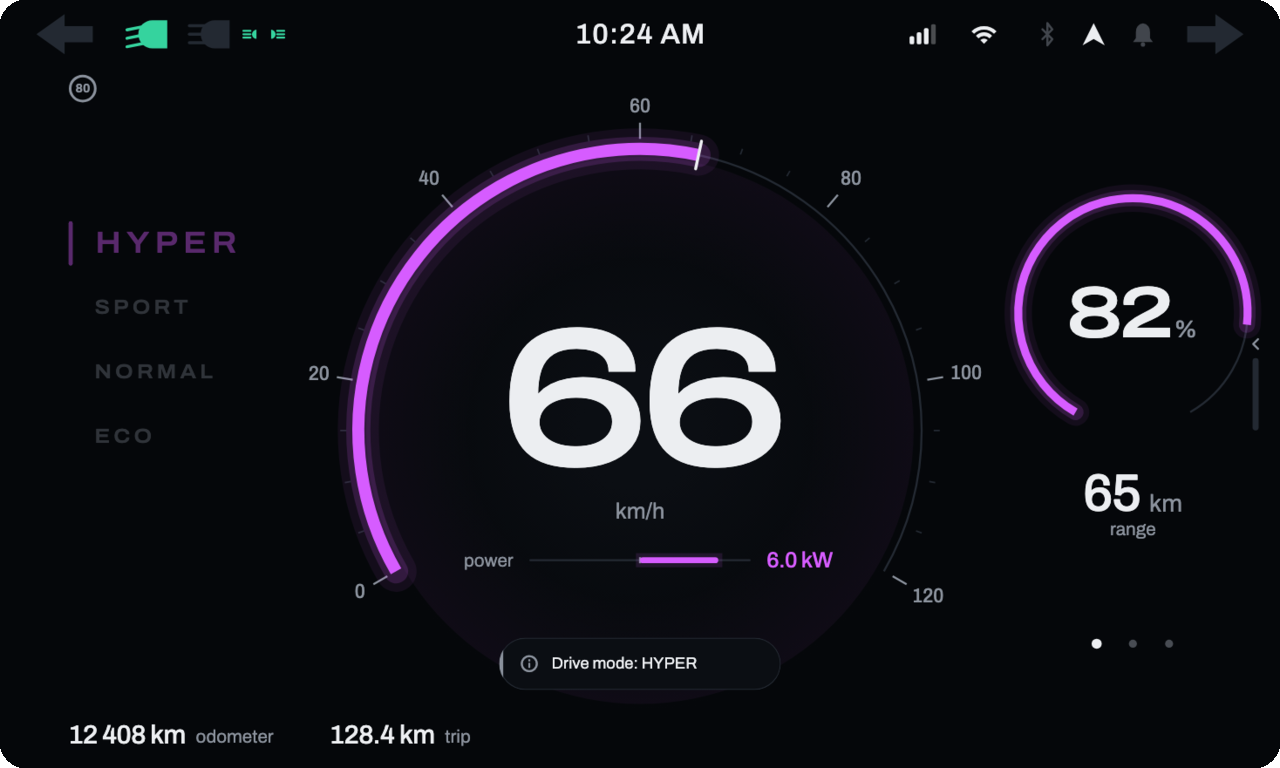 10:24 AM
80
60
40
80
20
100
0
120
HYPER
SPORT
NORMAL
ECO
66
km/h
power
6.0 kW
82%
65 km
range
Drive mode: HYPER
12 408 km odometer
128.4 km trip